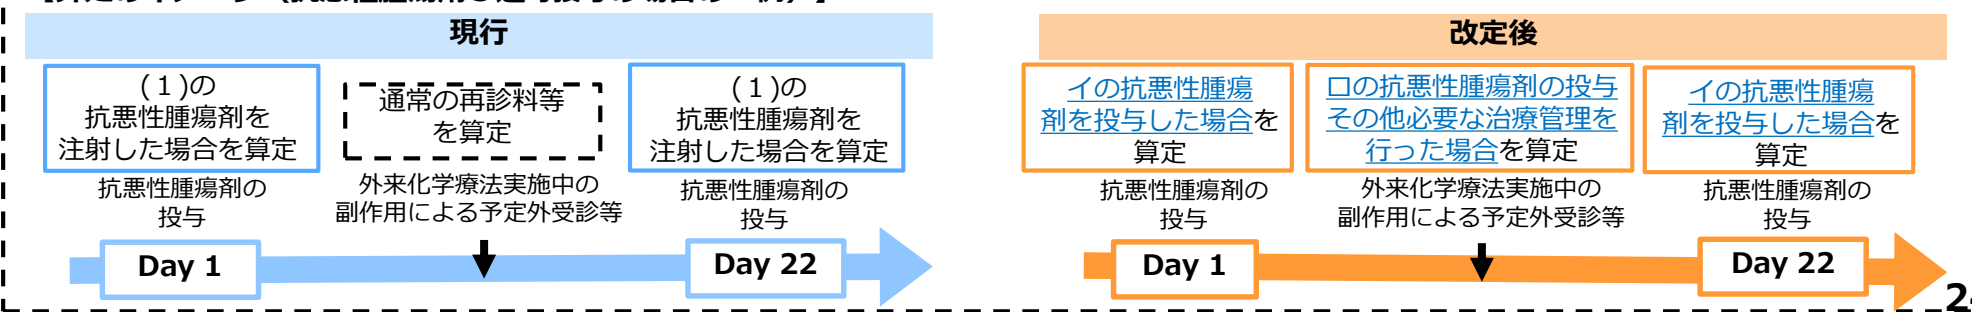 現行
(１)の
抗悪性腫瘍剤を
注射した場合を算定
通常の再診料等
を算定
(１)の
抗悪性腫瘍剤を
注射した場合を算定
抗悪性腫瘍剤の
投与
外来化学療法実施中の
副作用による予定外受診等
抗悪性腫瘍剤の
投与
Day 1
Day 22
改定後
イの抗悪性腫瘍
剤を投与した場合を
算定
ロの抗悪性腫瘍剤の投与
その他必要な治療管理を
行った場合を算定
イの抗悪性腫瘍
剤を投与した場合を
算定
抗悪性腫瘍剤の
投与
外来化学療法実施中の
副作用による予定外受診等
抗悪性腫瘍剤の
投与
Day 1
Day 22